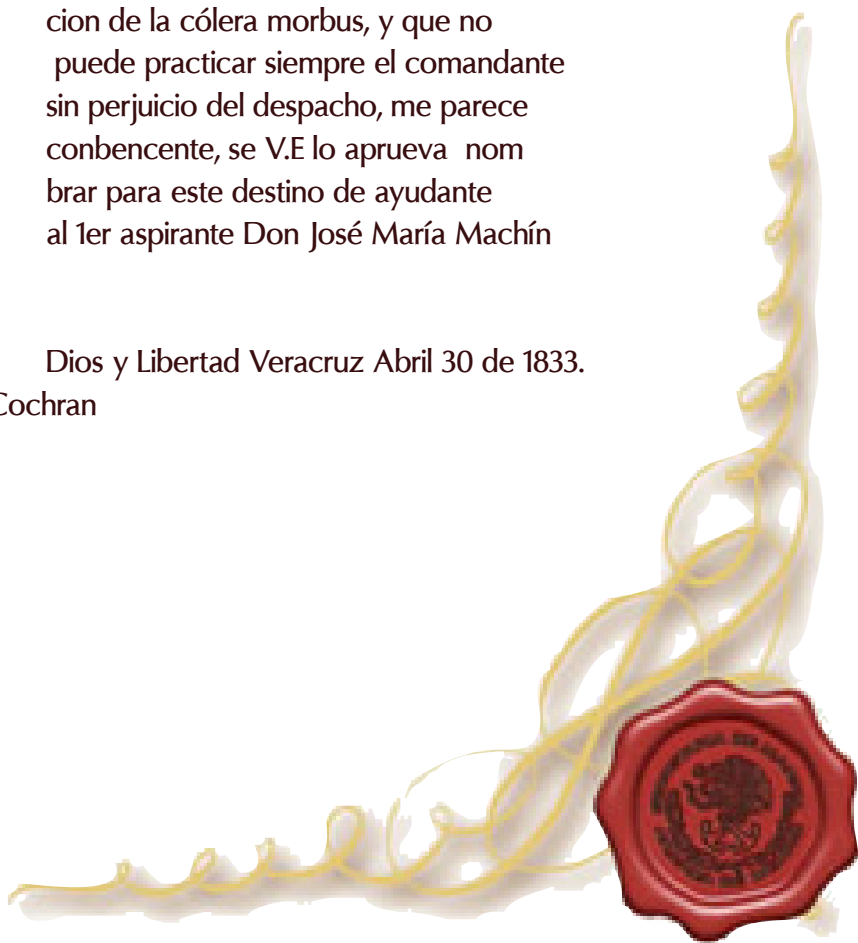 cion de la cólera morbus, y que no
puede practicar siempre el comandante
sin perjuicio del despacho, me parece
conbencente, se V.E lo aprueva nom
brar para este destino de ayudante
al 1er aspirante Don José María Machín
Dios y Libertad Veracruz Abril 30 de 1833.
Cochran